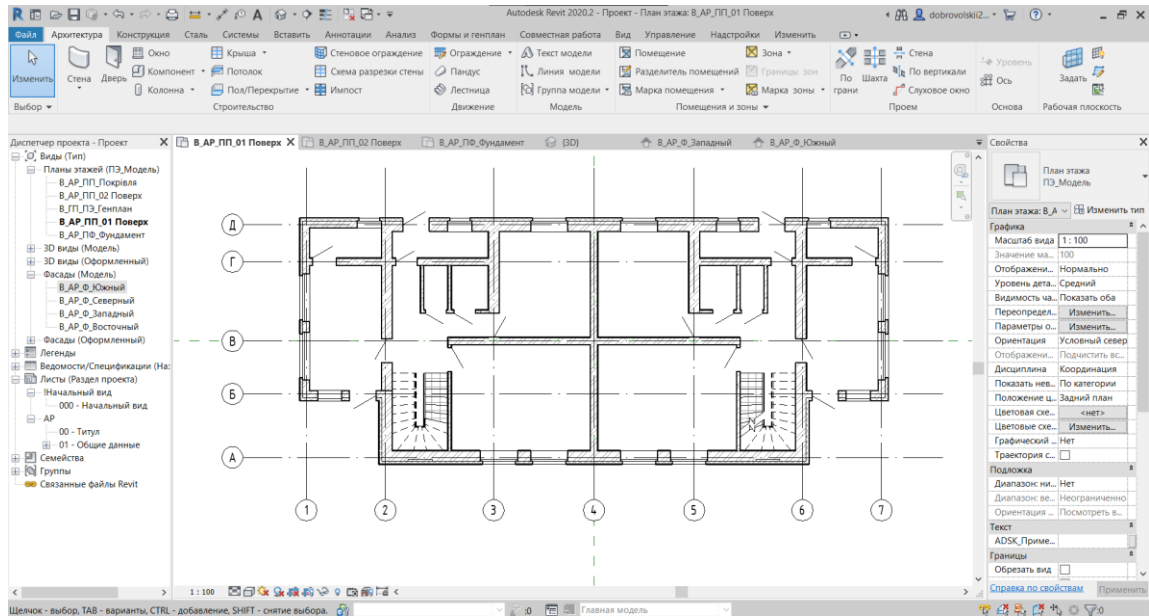 Autodesk Revit 2020.2 - Проект - План этажа: В_АР_ПП_01 Поверх
dobrovolskii2...
Файл Архитектура Конструкция Сталь Системы Вставить Аннотации Анализ Формы и генплан Совместная работа Вид Управление Надстройки Изменить
Изменить
Стена
Дверь
Окно
Компонент
Колонна
Крыша
Потолок
Пол/Перекрытие
Стеновое ограждение
Схема разрезки стены
Импост
Ограждение
Пандус
Лестница
А Текст модели
Линия модели
Группа модели
Помещение
Разделитель помещений
Марка помещения
Зона
Границы зон
Марка зоны
По грани
Шахта
Стена
По вертикали
Слуховое окно
Уровень
Ось
Задать
Выбор Строительство Движение Модель Помещения и зоны Проем Основа Рабочая плоскость
Диспетчер проекта - Проект
В_АР_ПП_01 Поверх В_АР_ПП_02 Поверх В_АР_ПФ_Фундамент {3D} В_АР_Ф_Западный В_АР_Ф_Южный
Виды (Тип)
Планы этажей (ПЭ_Модель)
В_АР_ПП_Покрівля
В_АР_ПП_02 Поверх
В_ГП_ПЭ_Генплан
В_АР_ПП_01 Поверх
В_АР_ПФ_Фундамент
3D виды (Модель)
3D виды (Оформленный)
Фасады (Модель)
В_АР_Ф_Южный
В_АР_Ф_Северный
В_АР_Ф_Западный
В_АР_Ф_Восточный
Фасады (Оформленный)
Легенды
Ведомости/Спецификации (На:
Листы (Раздел проекта)
!Начальный вид
000 - Начальный вид
АР
00 - Титул
01 - Общие данные
Семейства
Группы
Связанные файлы Revit
Д
Г
В
Б
А
1 2 3 4 5 6 7
Свойства
План этажа
ПЭ_Модель
План этажа: В_А Изменить тип
Графика
Масштаб вида 1 : 100
Значение ма... 100
Отображени... Нормально
Уровень дета... Средний
Видимость ча... Показать оба
Переопредел... Изменить...
Параметры о... Изменить...
Ориентация Условный север
Отображени... Подчистить вс...
Дисциплина Координация
Показать нев... По категории
Положение ц... Задний план
Цветовая схе... <нет>
Цветовые схе... Изменить...
Графический ... Нет
Траектория с...
Подложка
Диапазон: ни... Нет
Диапазон: ве... Неограниченно
Ориентация ... Посмотреть в...
Текст
ADSK_Приме...
Границы
Обрезать вид
Справка по свойствам Применить
1 : 100
Щелчок - выбор, TAB - варианты, CTRL - добавление, SHIFT - снятие выбора.
:0
Главная модель
:0